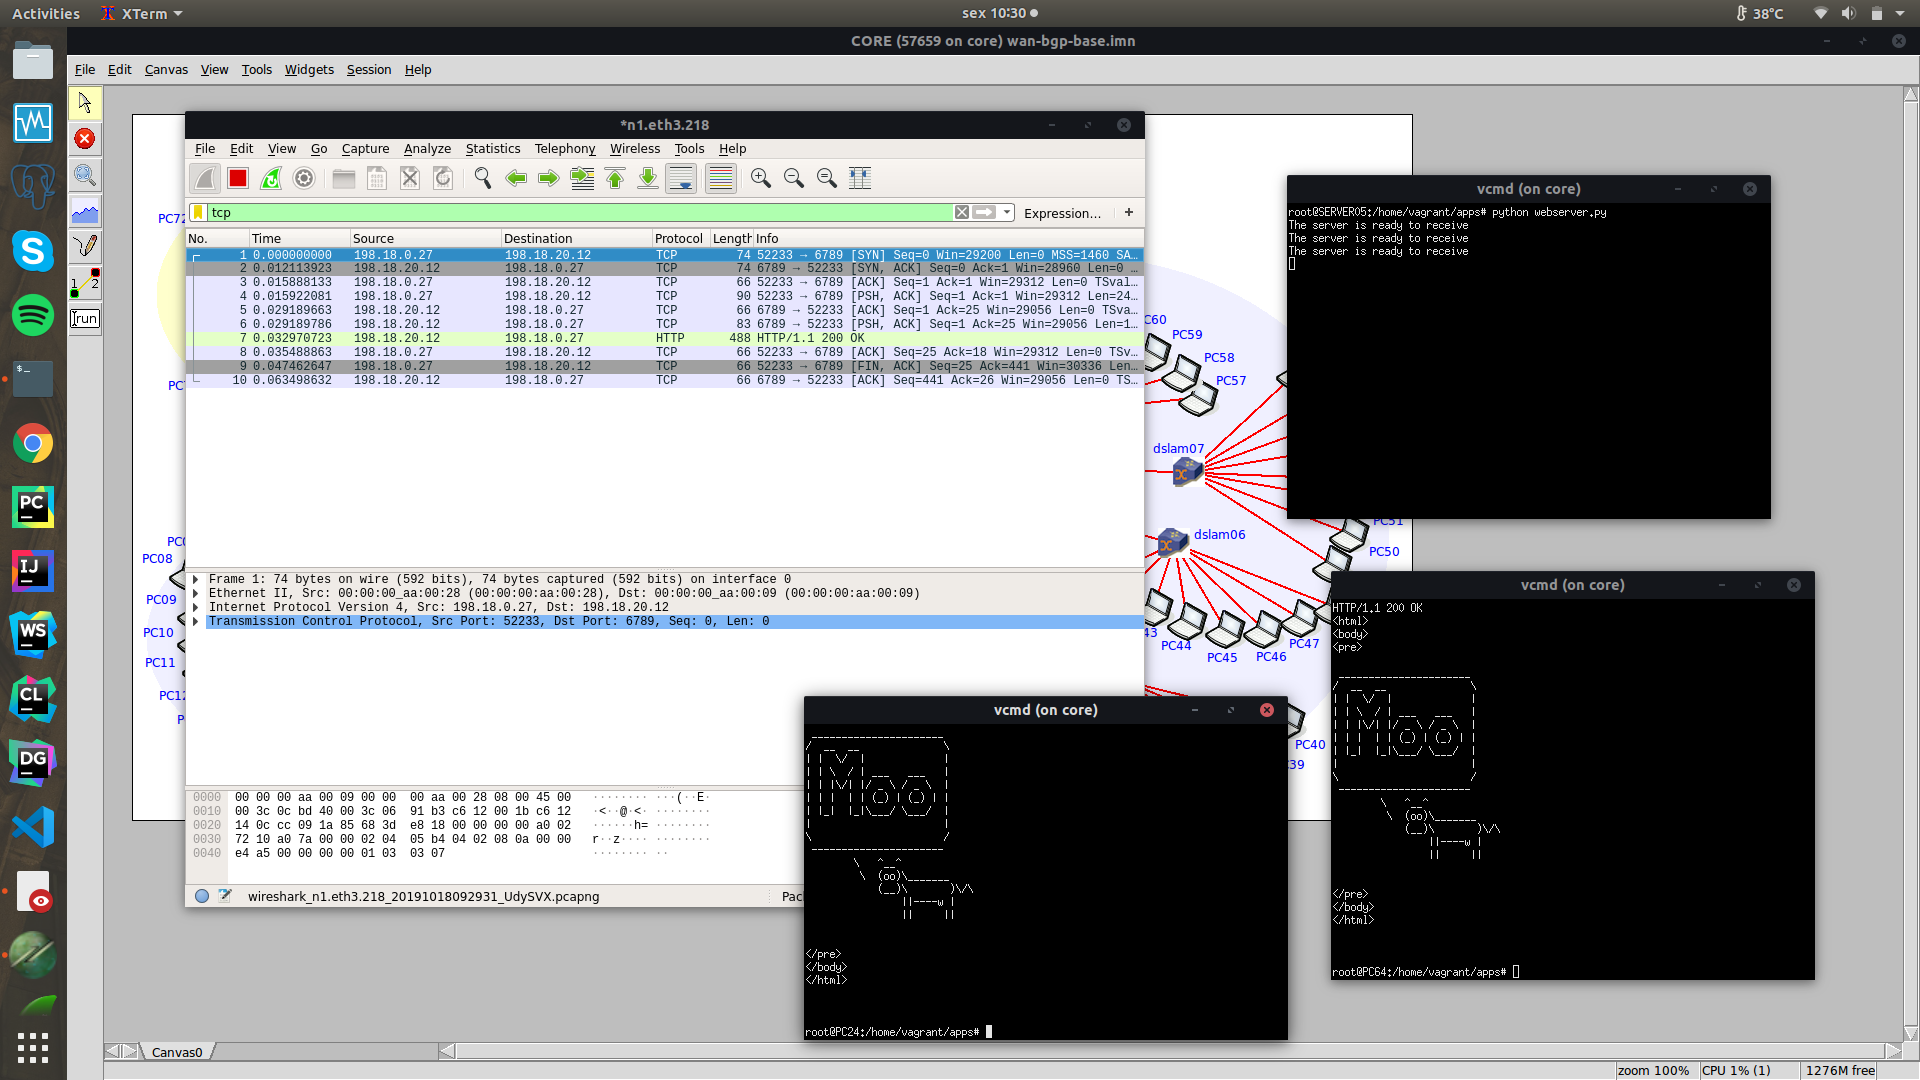 Activities XTerm sex 10:30 38°C
CORE (57659 on core) wan-bgp-base.imn
File Edit Canvas View Tools Widgets Session Help
*n1.eth3.218
File Edit View Go Capture Analyze Statistics Telephony Wireless Tools Help
tcp Expression… +
No. Time Source Destination Protocol Length Info
1 0.000000000 198.18.0.27 198.18.20.12 TCP 74 52233 → 6789 [SYN] Seq=0 Win=29200 Len=0 MSS=1460 SA…
2 0.012113923 198.18.20.12 198.18.0.27 TCP 74 6789 → 52233 [SYN, ACK] Seq=0 Ack=1 Win=28960 Len=0 …
3 0.015888133 198.18.0.27 198.18.20.12 TCP 66 52233 → 6789 [ACK] Seq=1 Ack=1 Win=29312 Len=0 TSval…
4 0.015922081 198.18.0.27 198.18.20.12 TCP 90 52233 → 6789 [PSH, ACK] Seq=1 Ack=1 Win=29312 Len=24…
5 0.029189663 198.18.20.12 198.18.0.27 TCP 66 6789 → 52233 [ACK] Seq=1 Ack=25 Win=29056 Len=0 TSva…
6 0.029189786 198.18.20.12 198.18.0.27 TCP 83 6789 → 52233 [PSH, ACK] Seq=1 Ack=25 Win=29056 Len=1…
7 0.032970723 198.18.20.12 198.18.0.27 HTTP 488 HTTP/1.1 200 OK
8 0.035488863 198.18.0.27 198.18.20.12 TCP 66 52233 → 6789 [ACK] Seq=25 Ack=18 Win=29312 Len=0 TSv…
9 0.047462647 198.18.0.27 198.18.20.12 TCP 66 52233 → 6789 [FIN, ACK] Seq=25 Ack=441 Win=30336 Len…
10 0.063498632 198.18.20.12 198.18.0.27 TCP 66 6789 → 52233 [ACK] Seq=441 Ack=26 Win=29056 Len=0 TS…
Frame 1: 74 bytes on wire (592 bits), 74 bytes captured (592 bits) on interface 0
Ethernet II, Src: 00:00:00_aa:00:28 (00:00:00:aa:00:28), Dst: 00:00:00_aa:00:09 (00:00:00:aa:00:09)
Internet Protocol Version 4, Src: 198.18.0.27, Dst: 198.18.20.12
Transmission Control Protocol, Src Port: 52233, Dst Port: 6789, Seq: 0, Len: 0
0000 00 00 00 aa 00 09 00 00 00 aa 00 28 08 00 45 00 ········ ···(··E·
0010 00 3c 0c bd 40 00 3c 06 91 b3 c6 12 00 1b c6 12 ·<··@·<· ········
0020 14 0c cc 09 1a 85 68 3d e8 18 00 00 00 00 a0 02 ······h= ········
0030 72 10 a0 7a 00 00 02 04 05 b4 04 02 08 0a 00 00 r··z···· ········
0040 e4 a5 00 00 00 00 01 03 03 07 ········ ··
wireshark_n1.eth3.218_20191018092931_UdySVX.pcapng Pac
vcmd (on core)
root@SERVER05:/home/vagrant/apps# python webserver.py
The server is ready to receive
The server is ready to receive
The server is ready to receive
vcmd (on core)
HTTP/1.1 200 OK
<html>
<body>
<pre>
Moo
(oo)
(__)
||----w |
</pre>
</body>
</html>
root@PC64:/home/vagrant/apps#
vcmd (on core)
Moo
(oo)
(__)
||----w |
</pre>
</body>
</html>
root@PC24:/home/vagrant/apps#
PC72
PC08
PC09
PC10
PC11
PC12
C60
PC59
PC58
PC57
dslam07
PC51
PC50
dslam06
43
PC44
PC45
PC46
PC47
PC40
39
1 2
run
PC
IJ
WS
CL
DG
Canvas0
zoom 100% CPU 1% (1) 1276M free